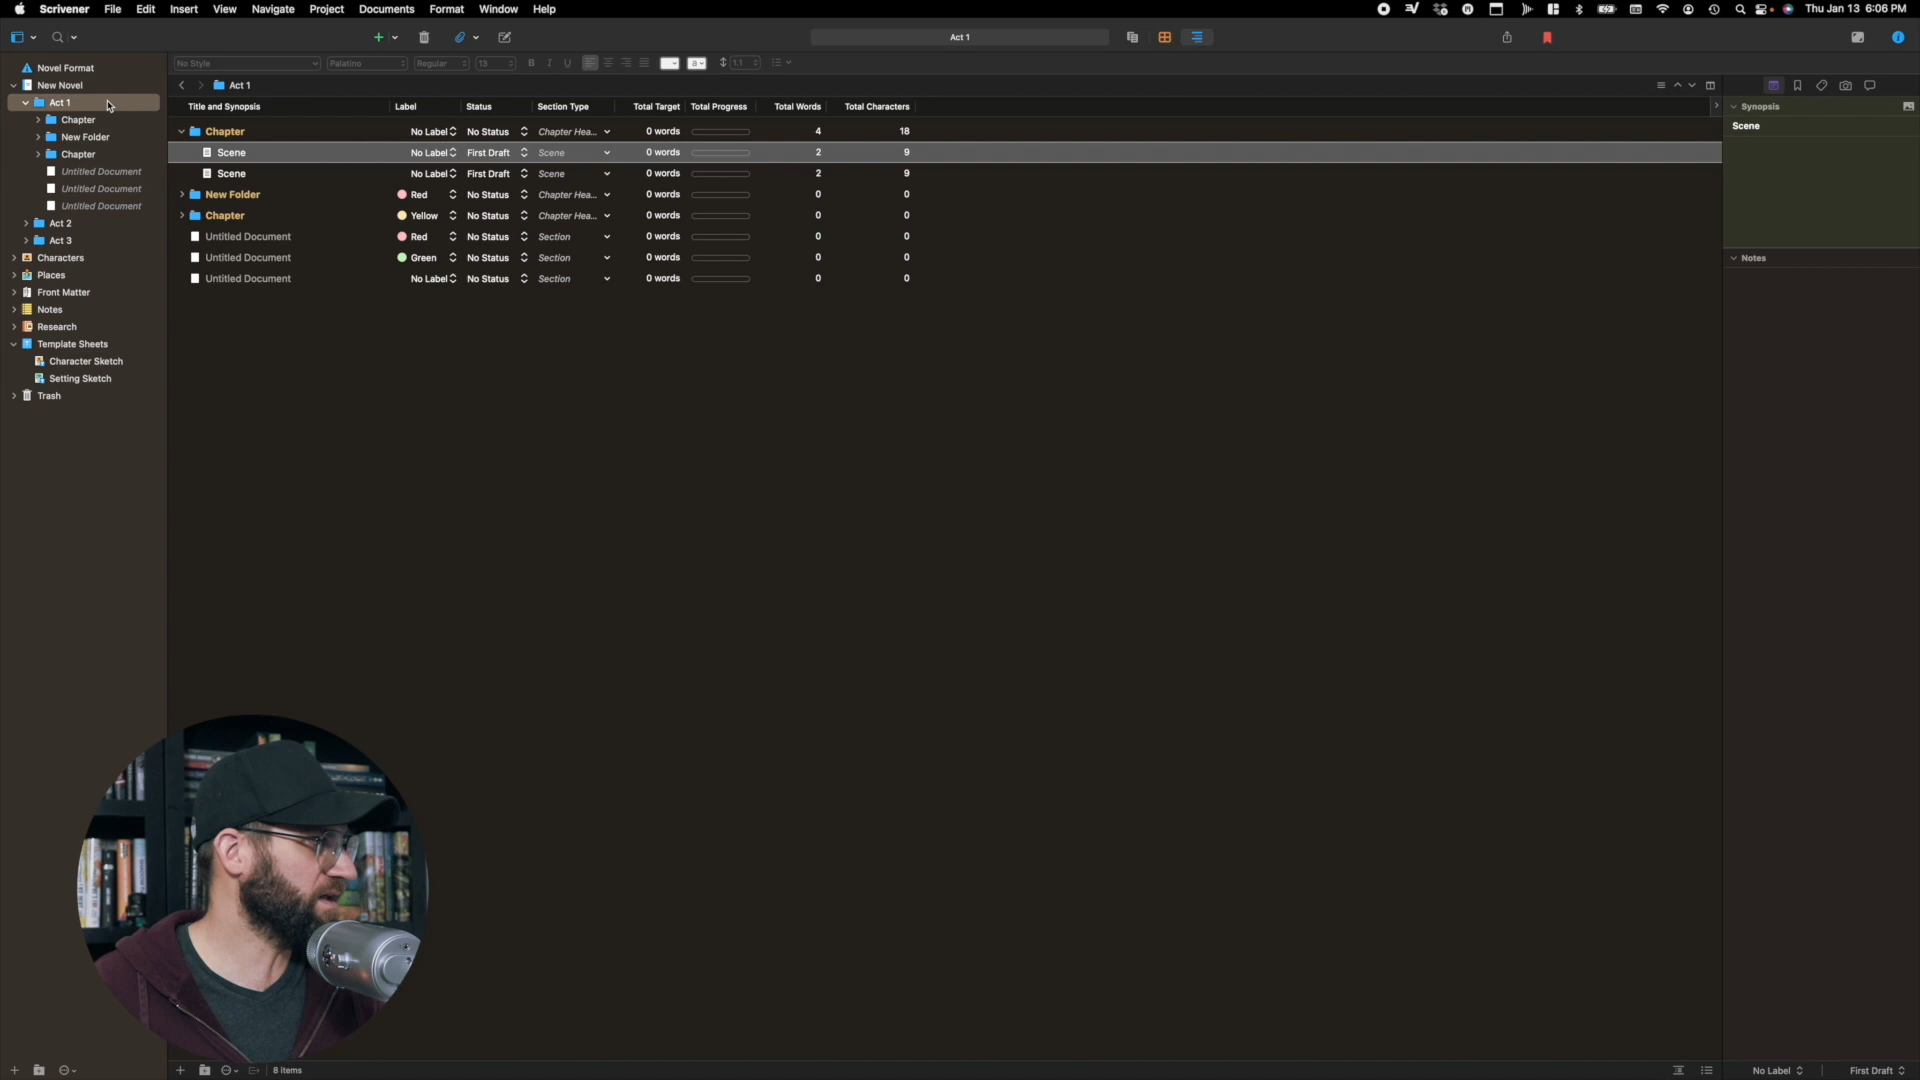 Scrivener File Edit Insert View Navigate Project Documents Format Window Help Thu Jan 13 6:06 PM
Act 1
No Style Palatino Regular 13 B I U a 1.1
Novel Format
New Novel
Act 1
Chapter
New Folder
Chapter
Untitled Document
Untitled Document
Untitled Document
Act 2
Act 3
Characters
Places
Front Matter
Notes
Research
Template Sheets
Character Sketch
Setting Sketch
Trash
Act 1
Title and Synopsis Label Status Section Type Total Target Total Progress Total Words Total Characters
Chapter No Label No Status Chapter Hea... 0 words 4 18
Scene No Label First Draft Scene 0 words 2 9
Scene No Label First Draft Scene 0 words 2 9
New Folder Red No Status Chapter Hea... 0 words 0 0
Chapter Yellow No Status Chapter Hea... 0 words 0 0
Untitled Document Red No Status Section 0 words 0 0
Untitled Document Green No Status Section 0 words 0 0
Untitled Document No Label No Status Section 0 words 0 0
Synopsis
Scene
Notes
8 items
No Label First Draft